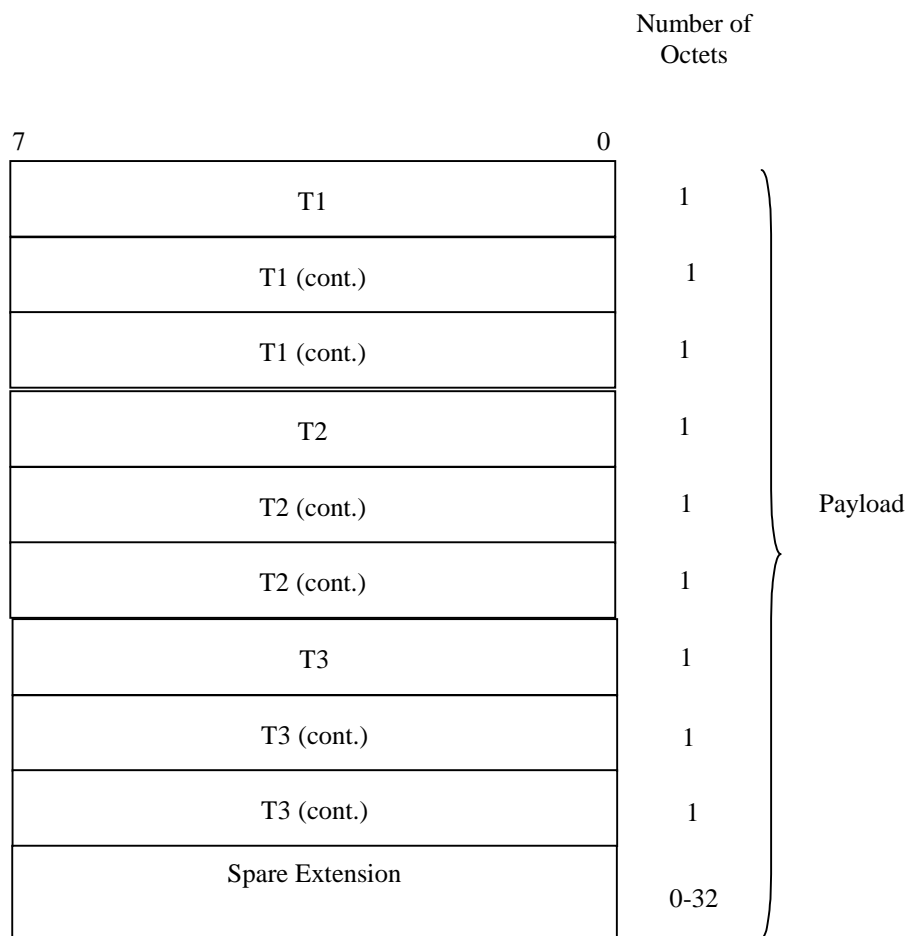 Number of
Octets
7 0
T1 1
T1 (cont.) 1
T1 (cont.) 1
T2 1
T2 (cont.) 1
Payload
T2 (cont.) 1
T3 1
T3 (cont.) 1
T3 (cont.) 1
Spare Extension
0-32